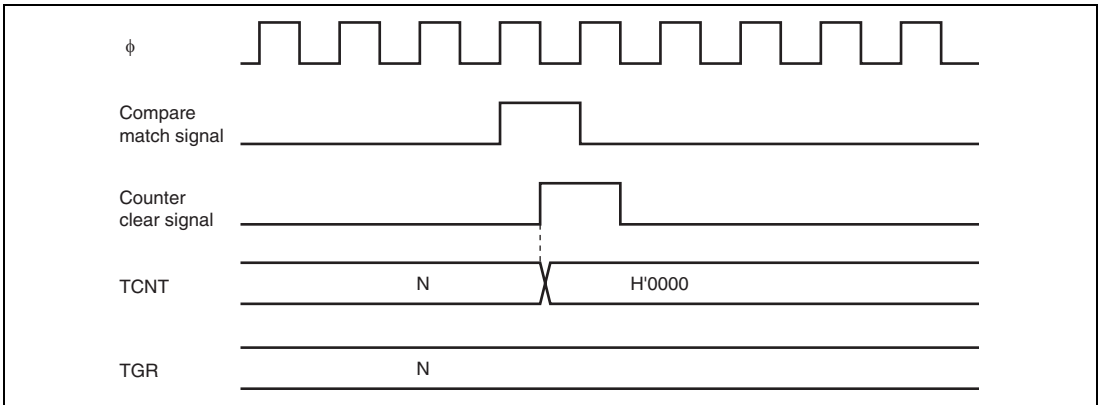 ϕ
Compare
match signal
Counter
clear signal
TCNT N H'0000
TGR N